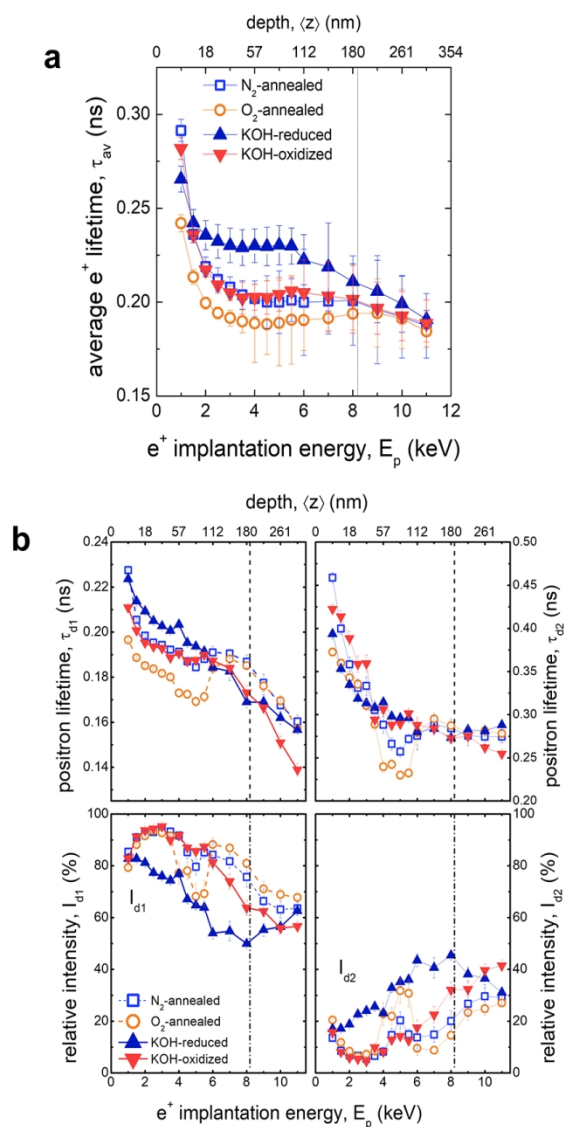 depth, ⟨z⟩ (nm)
0 18 57 112 180 261 354
a
N₂-annealed
O₂-annealed
KOH-reduced
KOH-oxidized
average e⁺ lifetime, τav (ns)
0.30
0.25
0.20
0.15
0 2 4 6 8 10 12
e⁺ implantation energy, Eₚ (keV)
b
depth, ⟨z⟩ (nm)
depth, ⟨z⟩ (nm)
0 18 57 112 180 261
0 18 57 112 180 261
positron lifetime, τd1 (ns)
0.24
0.22
0.20
0.18
0.16
0.14
positron lifetime, τd2 (ns)
0.50
0.45
0.40
0.35
0.30
0.25
0.20
relative intensity, Id1 (%)
100
80
60
40
20
0
Id1
N₂-annealed
O₂-annealed
KOH-reduced
KOH-oxidized
relative intensity, Id2 (%)
100
80
60
40
20
0
Id2
0 2 4 6 8 10
0 2 4 6 8 10
e⁺ implantation energy, Eₚ (keV)